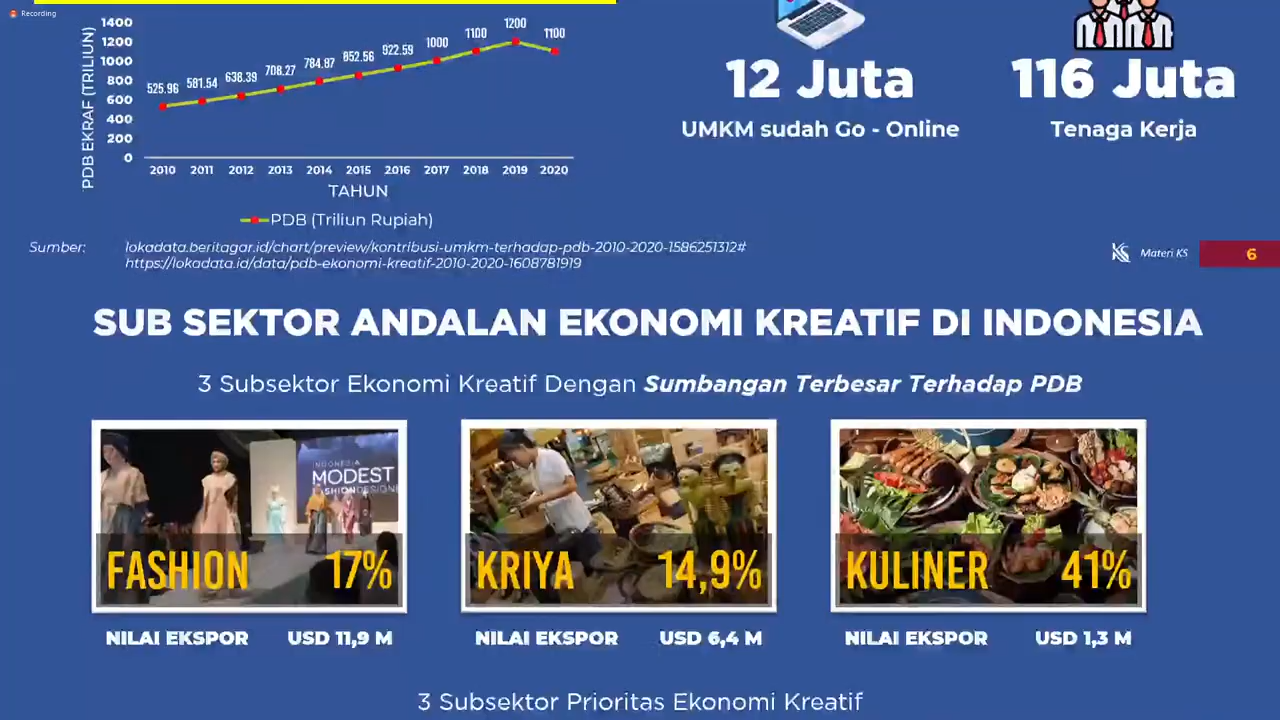 Recording
PDB EKRAF (TRILIUN)
1400
1200
1000
800
600
400
200
0
525.96 581.54 638.39 708.27 784.87 852.56 922.59 1000 1100 1200 1100
2010 2011 2012 2013 2014 2015 2016 2017 2018 2019 2020
TAHUN
PDB (Triliun Rupiah)
12 Juta
UMKM sudah Go - Online
116 Juta
Tenaga Kerja
Sumber: lokadata.beritagar.id/chart/preview/kontribusi-umkm-terhadap-pdb-2010-2020-1586251312#
https://lokadata.id/data/pdb-ekonomi-kreatif-2010-2020-1608781919
Materi KS 6
SUB SEKTOR ANDALAN EKONOMI KREATIF DI INDONESIA
3 Subsektor Ekonomi Kreatif Dengan Sumbangan Terbesar Terhadap PDB
INDONESIA
MODEST
FASHION DESIGNE
FASHION 17%
KRIYA 14,9%
KULINER 41%
NILAI EKSPOR USD 11,9 M
NILAI EKSPOR USD 6,4 M
NILAI EKSPOR USD 1,3 M
3 Subsektor Prioritas Ekonomi Kreatif